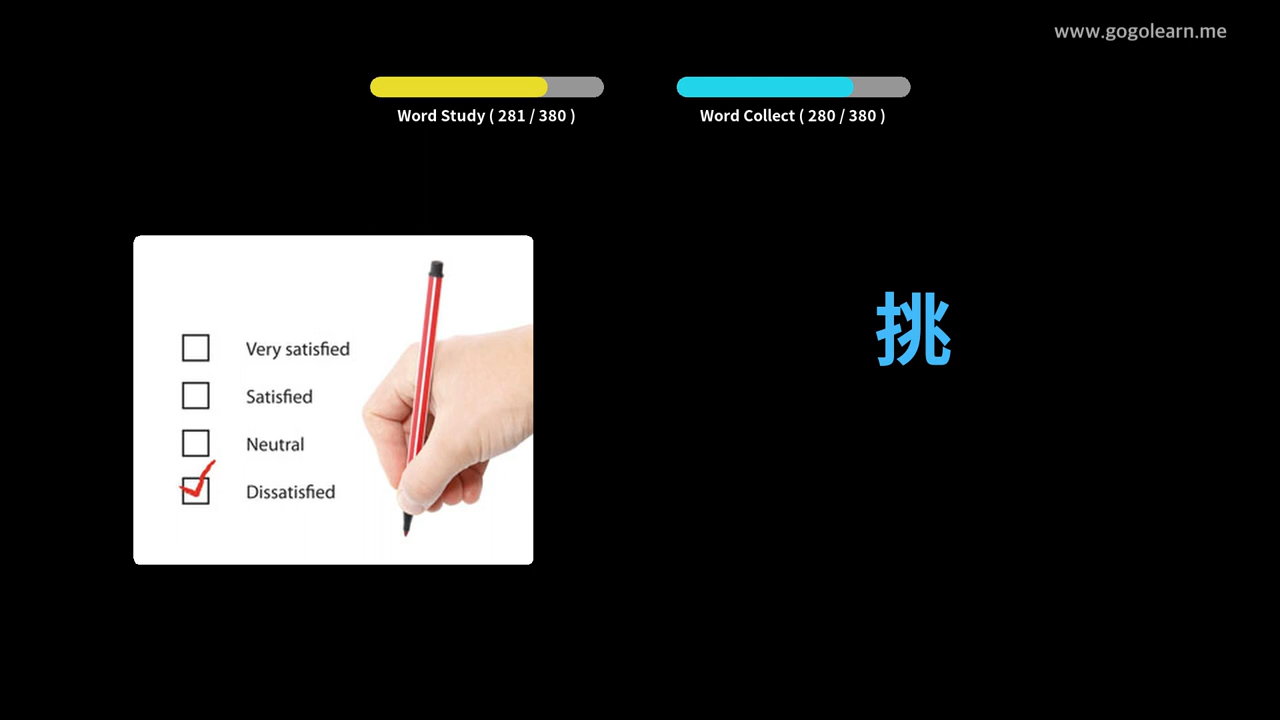 www.gogolearn.me
Word Study ( 281 / 380 )
Word Collect ( 280 / 380 )
挑
Very satisfied
Satisfied
Neutral
Dissatisfied